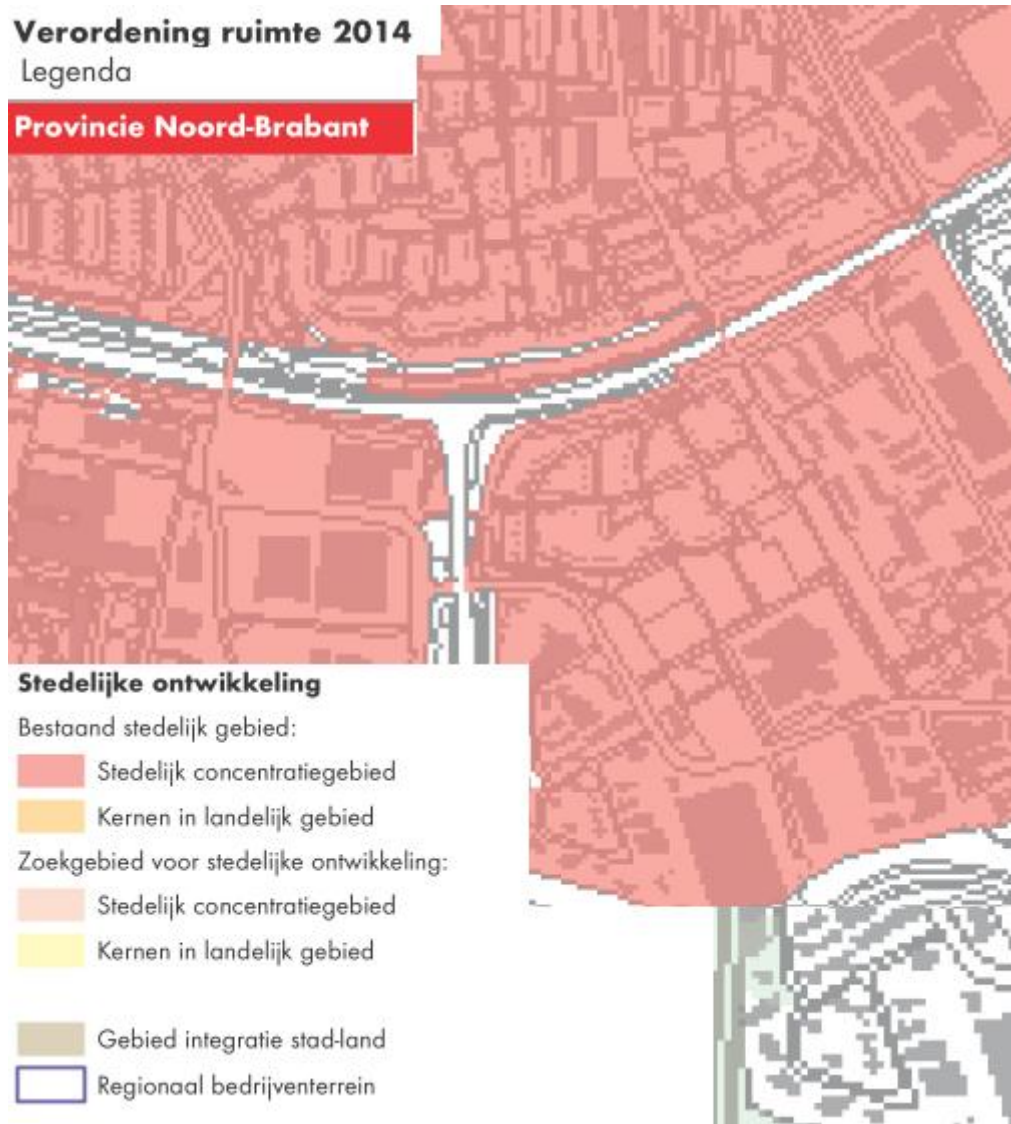 Verordening ruimte 2014
Legenda
Provincie Noord-Brabant
Stedelijke ontwikkeling
Bestaand stedelijk gebied:
Stedelijk concentratiegebied
Kernen in landelijk gebied
Zoekgebied voor stedelijke ontwikkeling:
Stedelijk concentratiegebied
Kernen in landelijk gebied
Gebied integratie stad-land
Regionaal bedrijventerrein